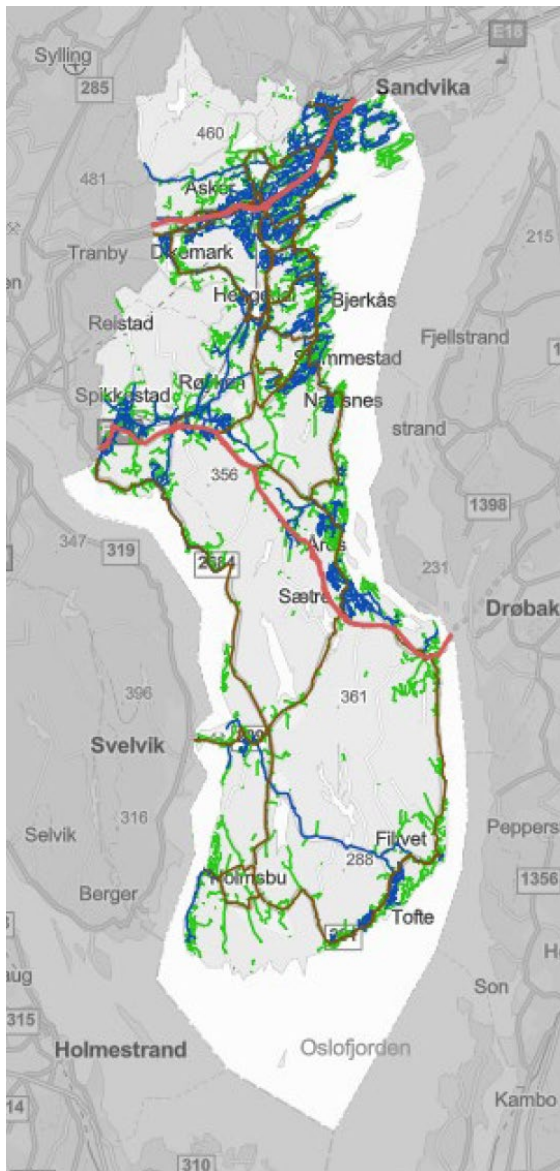 E18
Sylling
285
Sandvika
460
481
Asker
Tranby
Dikemark
215
Heggedal
Bjerkås
Reistad
Fjellstrand
Slemmestad
Røyken
Spikkestad
Nærsnes
strand
356
1398
347
319
Åros
231
Sætre
Drøbak
396
361
Svelvik
316
Selvik
Filtvet
288
Holmsbu
Berger
1356
Tofte
Son
315
Holmestrand
Oslofjorden
Kambo
310